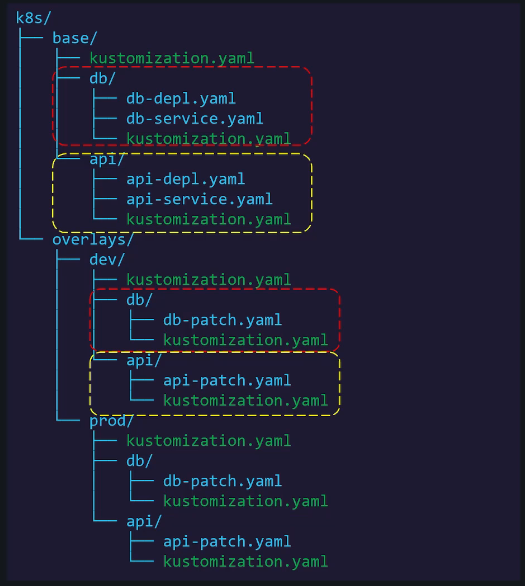 k8s/
├── base/
│   ├── kustomization.yaml
│   ├── db/
│   │   ├── db-depl.yaml
│   │   ├── db-service.yaml
│   │   └── kustomization.yaml
│   └── api/
│       ├── api-depl.yaml
│       ├── api-service.yaml
│       └── kustomization.yaml
└── overlays/
    ├── dev/
    │   ├── kustomization.yaml
    │   ├── db/
    │   │   ├── db-patch.yaml
    │   │   └── kustomization.yaml
    │   └── api/
    │       ├── api-patch.yaml
    │       └── kustomization.yaml
    └── prod/
        ├── kustomization.yaml
        ├── db/
        │   ├── db-patch.yaml
        │   └── kustomization.yaml
        └── api/
            ├── api-patch.yaml
            └── kustomization.yaml